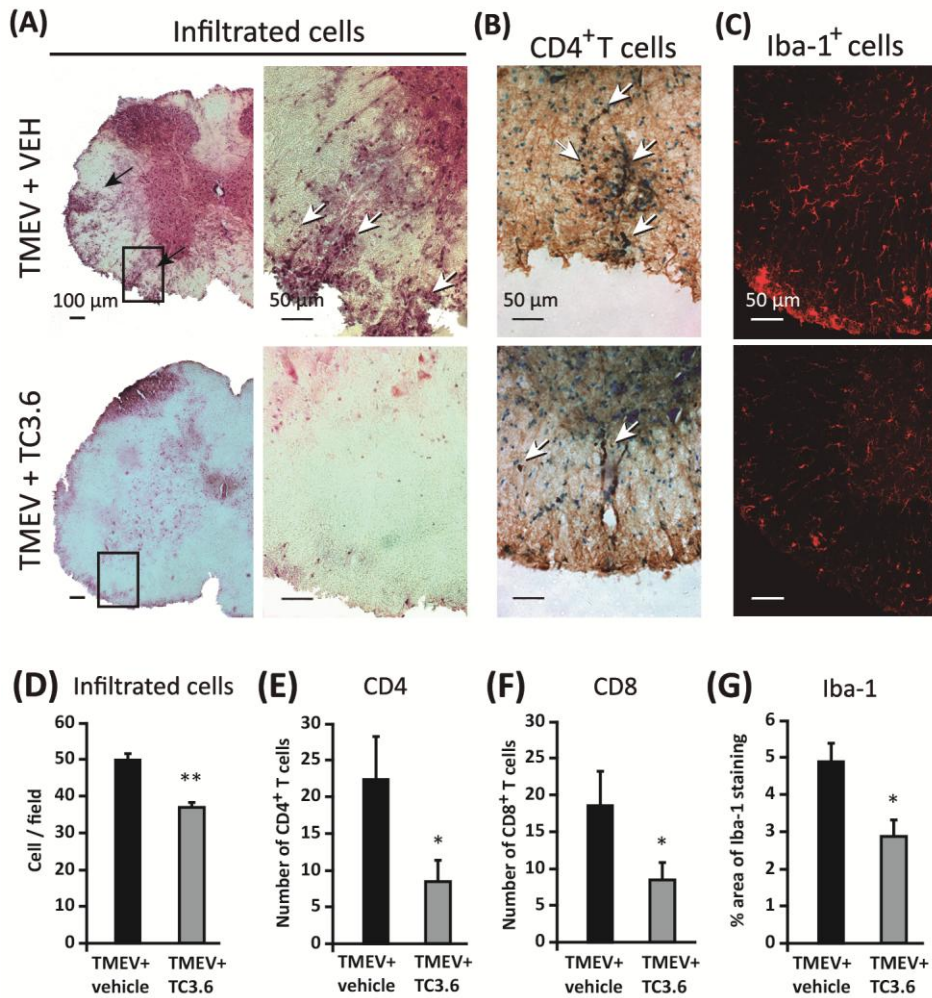 (A)
Infiltrated cells
(B)
CD4+ T cells
(C)
Iba-1+ cells
TMEV + VEH
100 µm
50 µm
50 µm
50 µm
TMEV + TC3.6
(D)
Infiltrated cells
Cell / field
60
50
40
30
20
10
0
**
TMEV+
vehicle
TMEV+
TC3.6
(E)
CD4
Number of CD4+ T cells
30
25
20
15
10
5
0
*
TMEV+
vehicle
TMEV+
TC3.6
(F)
CD8
Number of CD8+ T cells
30
25
20
15
10
5
0
*
TMEV+
vehicle
TMEV+
TC3.6
(G)
Iba-1
% area of Iba-1 staining
6
5
4
3
2
1
0
*
TMEV+
vehicle
TMEV+
TC3.6